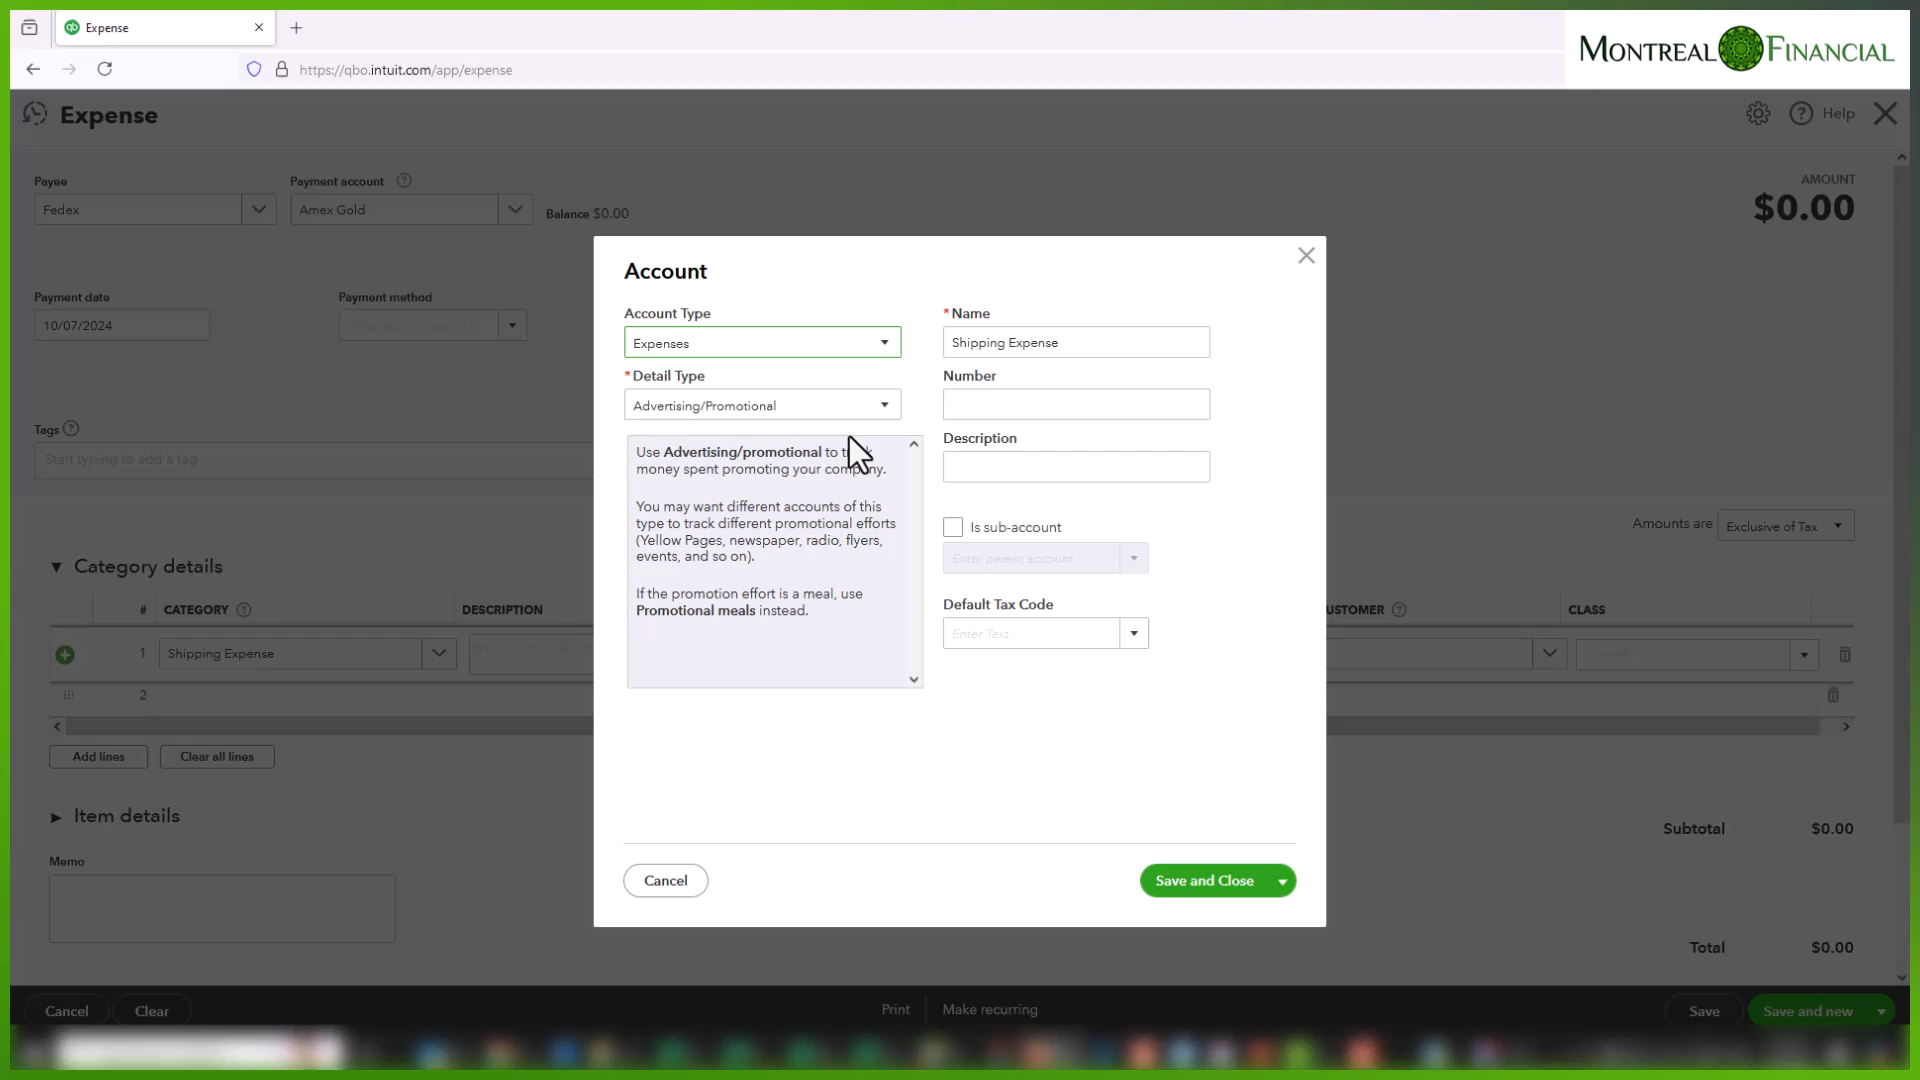 Expense
MONTREAL FINANCIAL
https://qbo.intuit.com/app/expense
Expense
Help
Payee
Payment account
AMOUNT
Fedex
Amex Gold
Balance $0.00
$0.00
Payment date
Payment method
10/07/2024
Tags
Start typing to add a tag
Amounts are
Exclusive of Tax
Category details
# CATEGORY
DESCRIPTION
USTOMER
CLASS
1
Shipping Expense
2
Add lines
Clear all lines
Item details
Subtotal
$0.00
Memo
Total
$0.00
Account
Account Type
* Name
Expenses
Shipping Expense
* Detail Type
Number
Advertising/Promotional
Description
Use Advertising/promotional to
money spent promoting your company.
You may want different accounts of this
type to track different promotional efforts
(Yellow Pages, newspaper, radio, flyers,
events, and so on).
If the promotion effort is a meal, use
Promotional meals instead.
Is sub-account
Enter parent account
Default Tax Code
Enter Text
Cancel
Save and Close
Cancel
Clear
Print
Make recurring
Save
Save and new